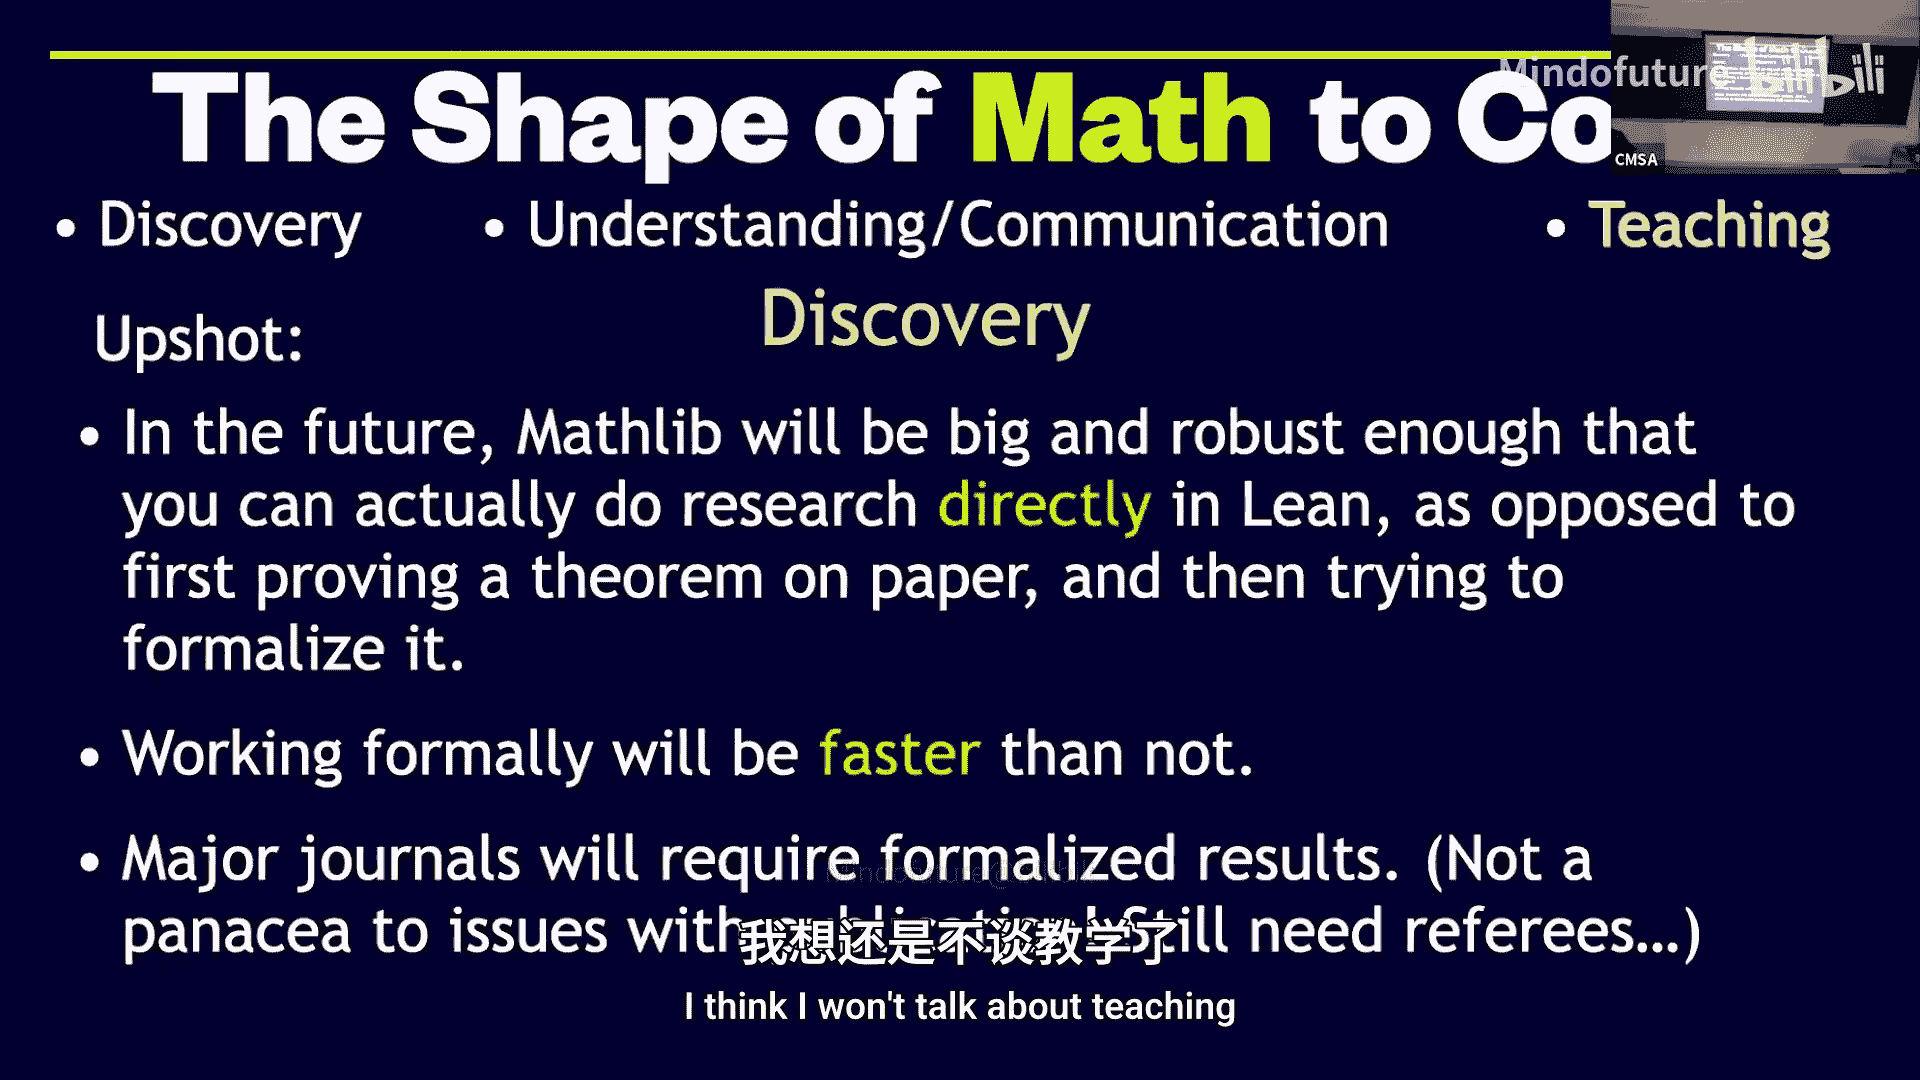 The Shape of Math to Co
Mindofuture bilibili
CMSA
• Discovery • Understanding/Communication • Teaching
Discovery
Upshot:
• In the future, Mathlib will be big and robust enough that
you can actually do research directly in Lean, as opposed to
first proving a theorem on paper, and then trying to
formalize it.
• Working formally will be faster than not.
• Major journals will require formalized results. (Not a
panacea to issues with Still need referees...)
我想还是不谈教学了
I think I won't talk about teaching